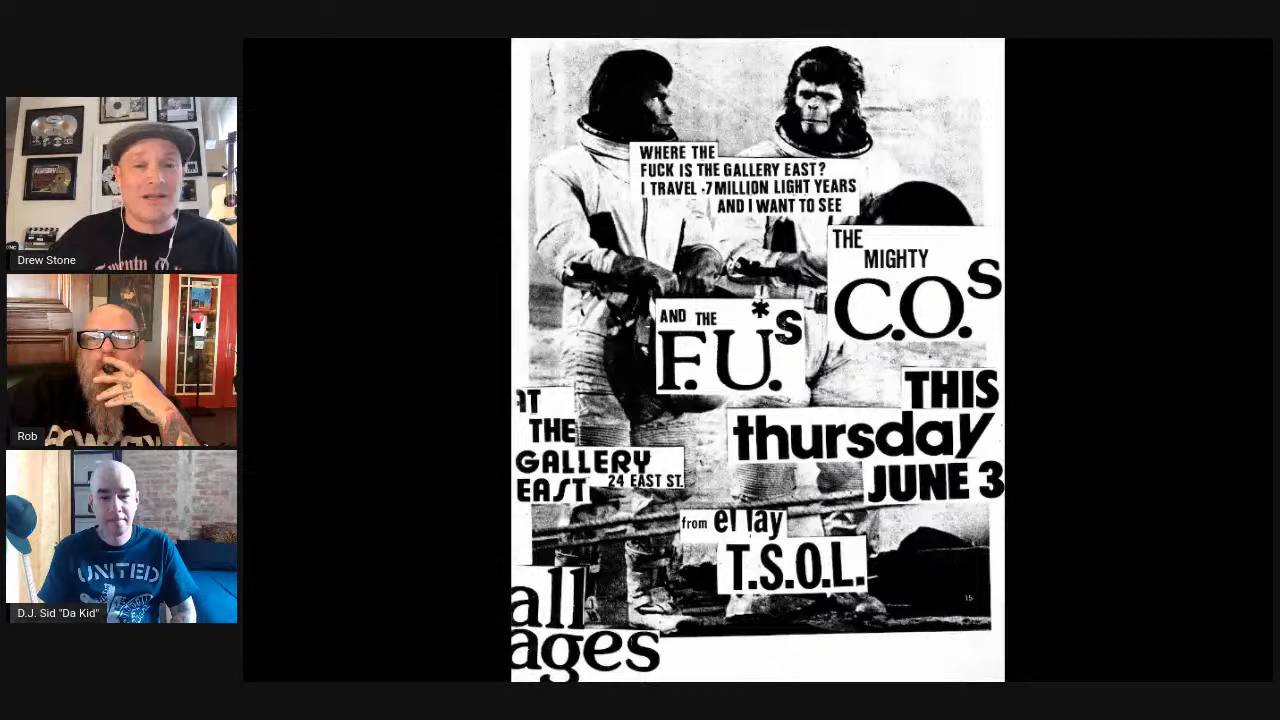 Drew Stone
Rob
UNITED
D.J. Sid "Da Kid"
WHERE THE
FUCK IS THE GALLERY EAST?
I TRAVEL .7 MILLION LIGHT YEARS
AND I WANT TO SEE
THE
MIGHTY
C.O.s
AND THE
F.U.*s
THIS
thursday
JUNE 3
AT
THE
GALLERY
EAST
24 EAST ST.
from el lay
T.S.O.L.
all
ages
15